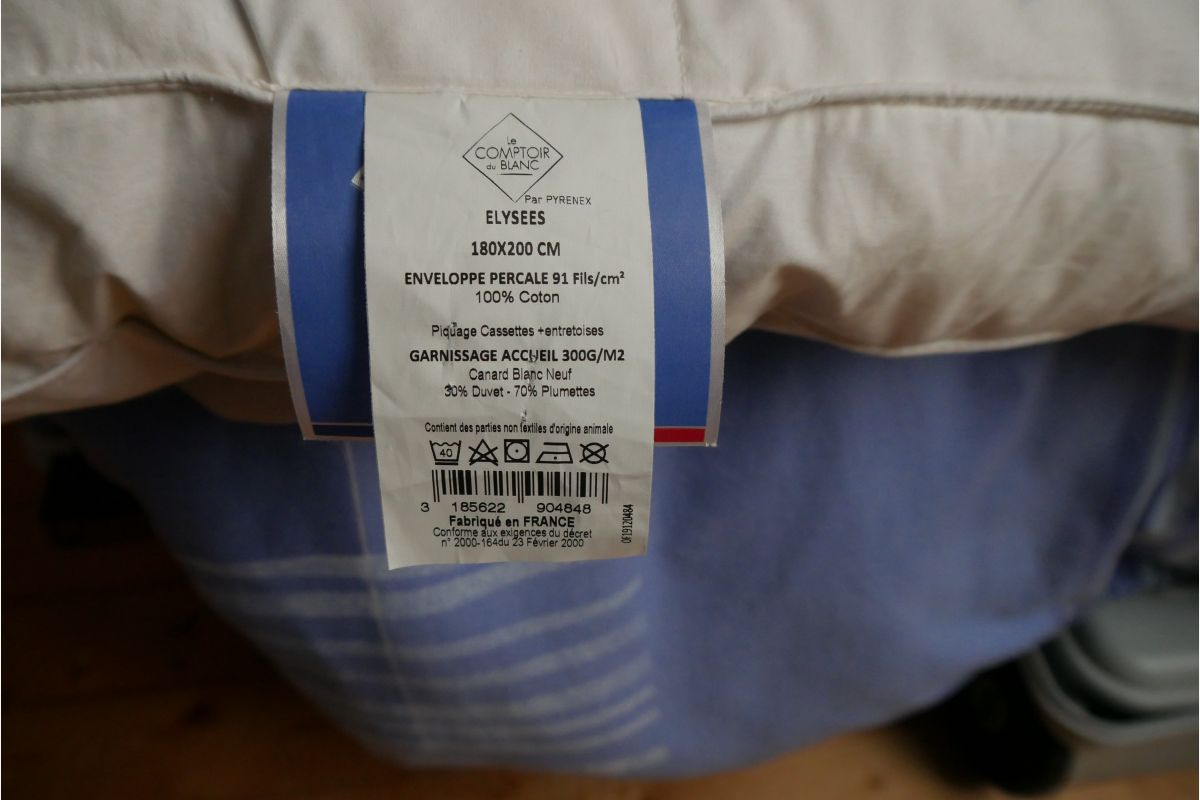 Le
COMPTOIR
du BLANC
Par PYRENEX
ELYSEES
180X200 CM
ENVELOPPE PERCALE 91 Fils/cm²
100% Coton
Piquage Cassettes +entretoises
GARNISSAGE ACCUEIL 300G/M2
Canard Blanc Neuf
30% Duvet - 70% Plumettes
Contient des parties non textiles d'origine animale
40
3 185622 904848
Fabriqué en FRANCE
Conforme aux exigences du décret
n° 2000-164du 23 Février 2000
OF19120484